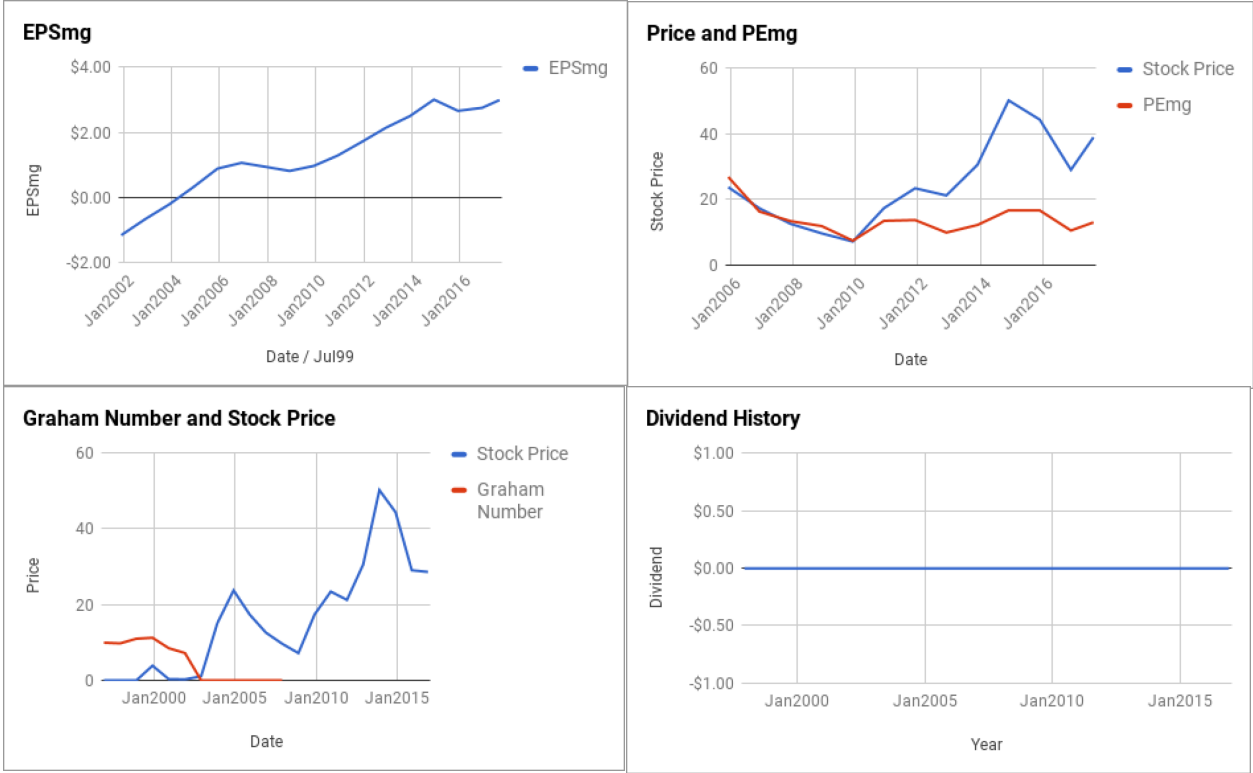 EPSmg
EPSmg
$4.00
$2.00
$0.00
-$2.00
EPSmg
Jan2002
Jan2004
Jan2006
Jan2008
Jan2010
Jan2012
Jan2014
Jan2016
Date / Jul99
Price and PEmg
Stock Price
PEmg
60
40
20
0
Stock Price
Jan2006
Jan2008
Jan2010
Jan2012
Jan2014
Jan2016
Date
Graham Number and Stock Price
Stock Price
Graham
Number
60
40
20
0
Price
Jan2000
Jan2005
Jan2010
Jan2015
Date
Dividend History
$1.00
$0.50
$0.00
-$0.50
-$1.00
Dividend
Jan2000
Jan2005
Jan2010
Jan2015
Year